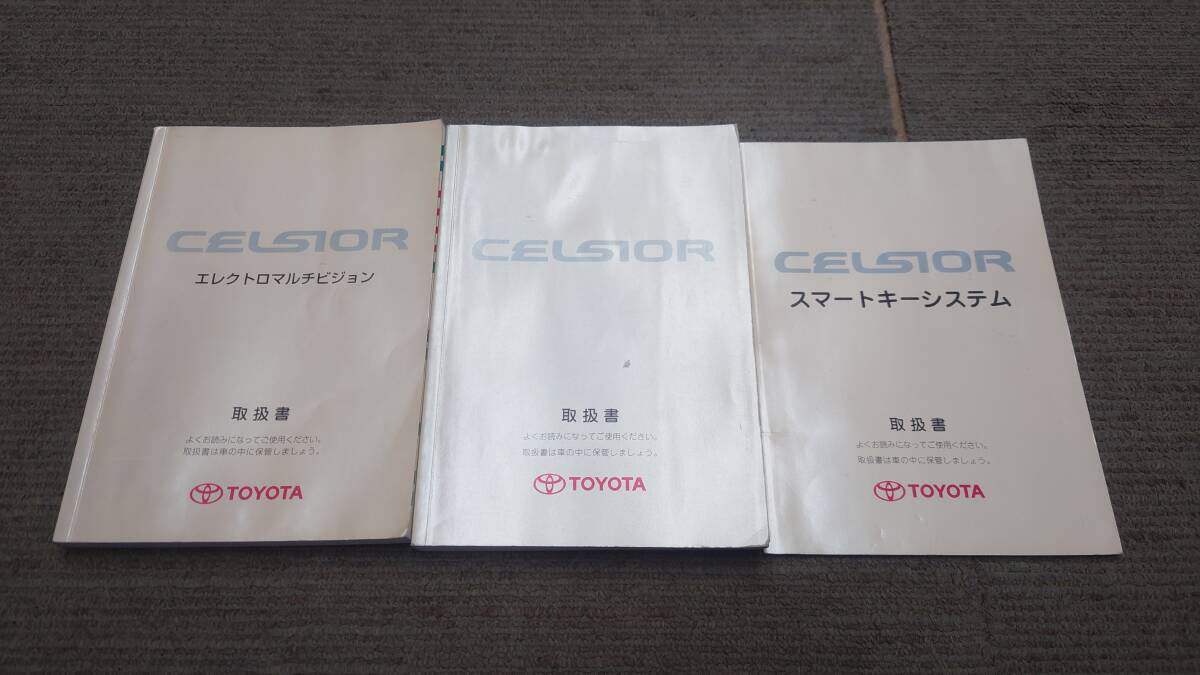 CELSIOR
エレクトロマルチビジョン
取扱書
よくお読みになってご使用ください。
取扱書は車の中に保管しましょう。
TOYOTA
CELSIOR
取扱書
よくお読みになってご使用ください。
取扱書は車の中に保管しましょう。
TOYOTA
CELSIOR
スマートキーシステム
取扱書
よくお読みになってご使用ください。
取扱書は車の中に保管しましょう。
TOYOTA